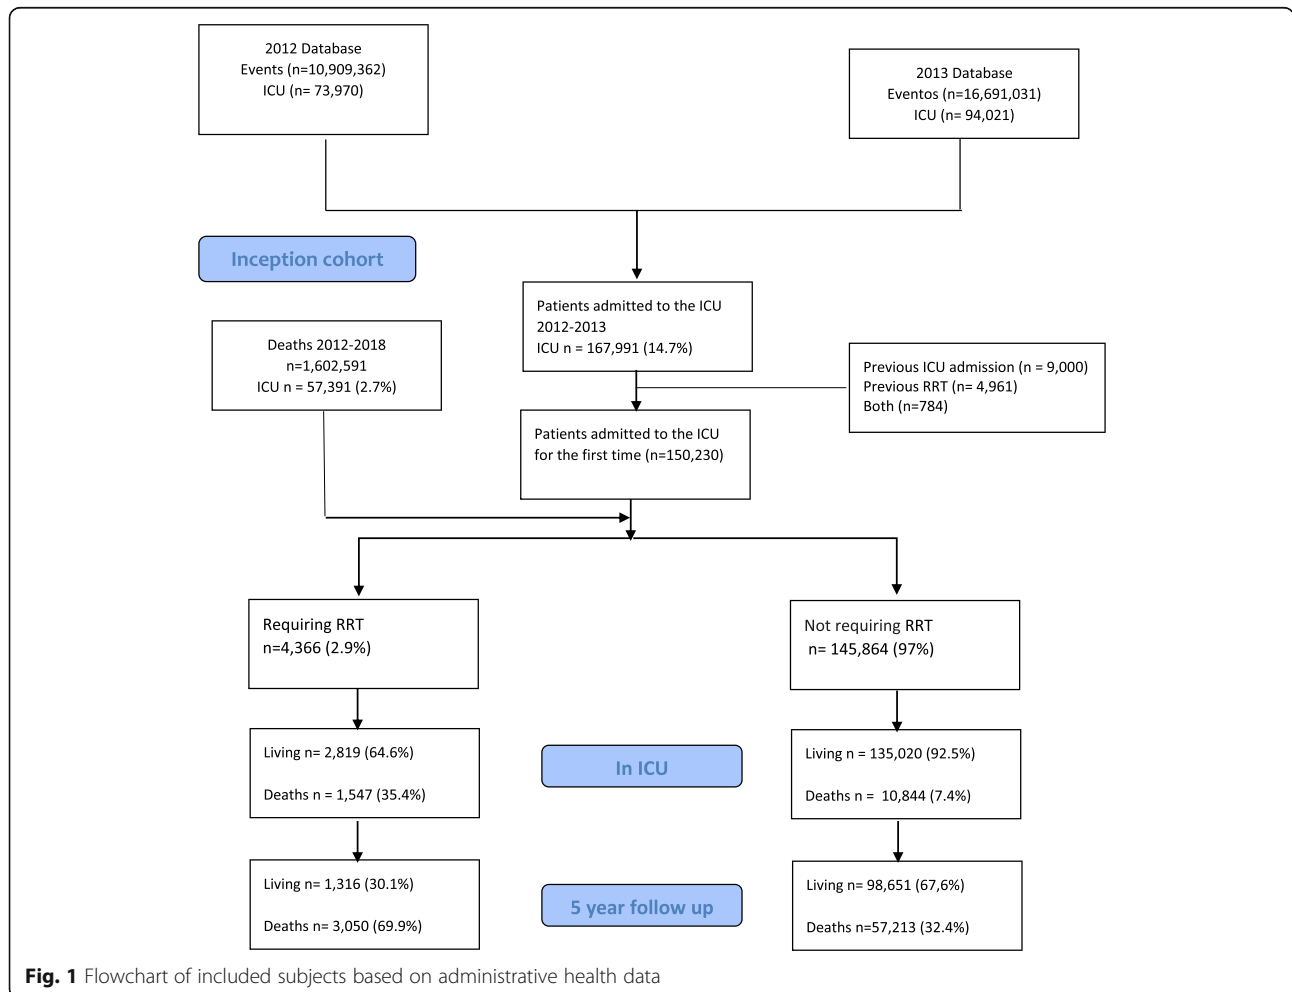 2012 Database
Events (n=10,909,362)
ICU (n= 73,970)
2013 Database
Eventos (n=16,691,031)
ICU (n= 94,021)
Inception cohort
Patients admitted to the ICU
2012-2013
ICU n = 167,991 (14.7%)
Deaths 2012-2018
n=1,602,591
ICU n = 57,391 (2.7%)
Previous ICU admission (n = 9,000)
Previous RRT (n= 4,961)
Both (n=784)
Patients admitted to the ICU
for the first time (n=150,230)
Requiring RRT
n=4,366 (2.9%)
Not requiring RRT
n= 145,864 (97%)
Living n= 2,819 (64.6%)
Deaths n = 1,547 (35.4%)
In ICU
Living n = 135,020 (92.5%)
Deaths n =  10,844 (7.4%)
Living n= 1,316 (30.1%)
Deaths n= 3,050 (69.9%)
5 year follow up
Living n= 98,651 (67,6%)
Deaths n=57,213 (32.4%)
Fig. 1 Flowchart of included subjects based on administrative health data